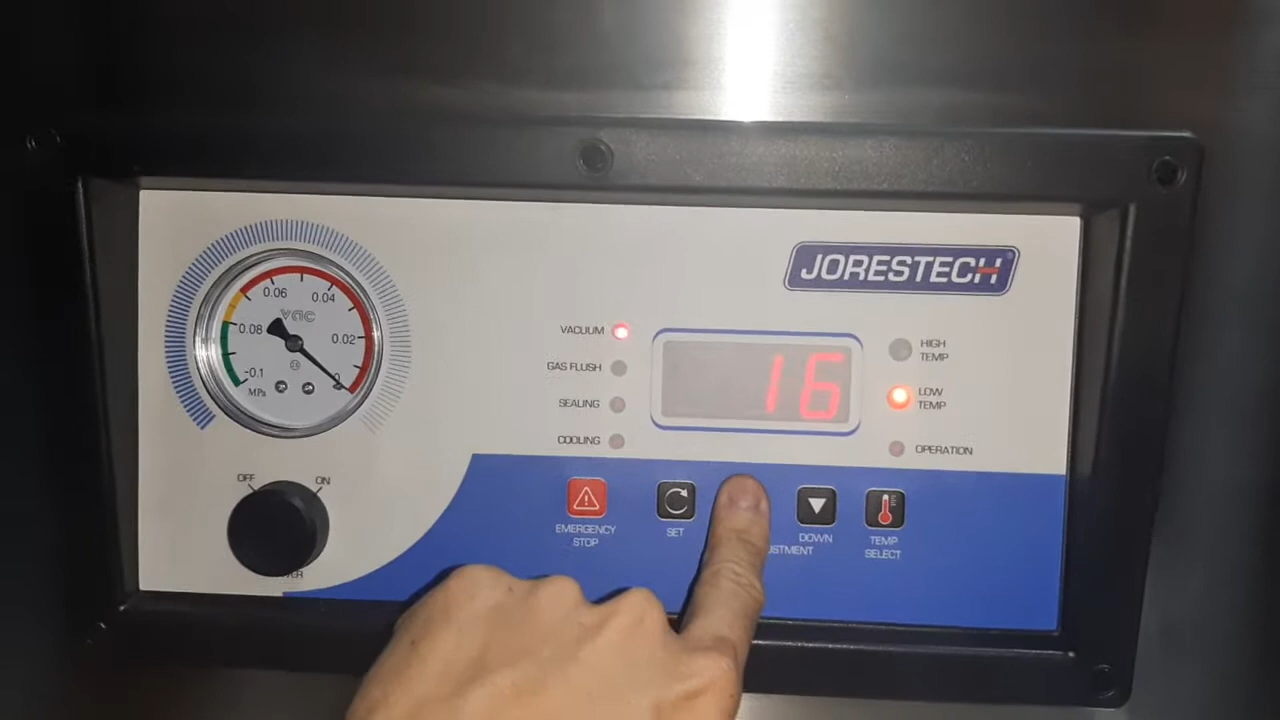 JORESTECH
0.06
0.04
vac
0.08
0.02
-0.1
0
MPa
VACUUM
GAS FLUSH
SEALING
COOLING
16
HIGH
TEMP
LOW
TEMP
OPERATION
OFF
ON
EMERGENCY
STOP
SET
DOWN
USTMENT
TEMP
SELECT